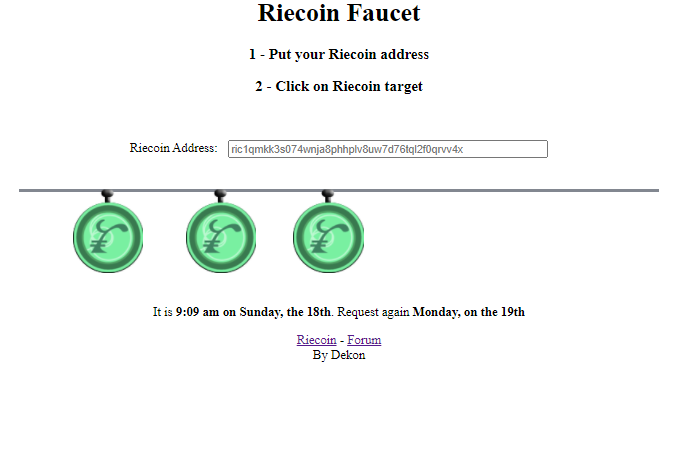 Riecoin Faucet
1 - Put your Riecoin address
2 - Click on Riecoin target
Riecoin Address: ric1qmkk3s074wnja8phhplv8uw7d76tql2f0qrvv4x
It is 9:09 am on Sunday, the 18th. Request again Monday, on the 19th
Riecoin - Forum
By Dekon